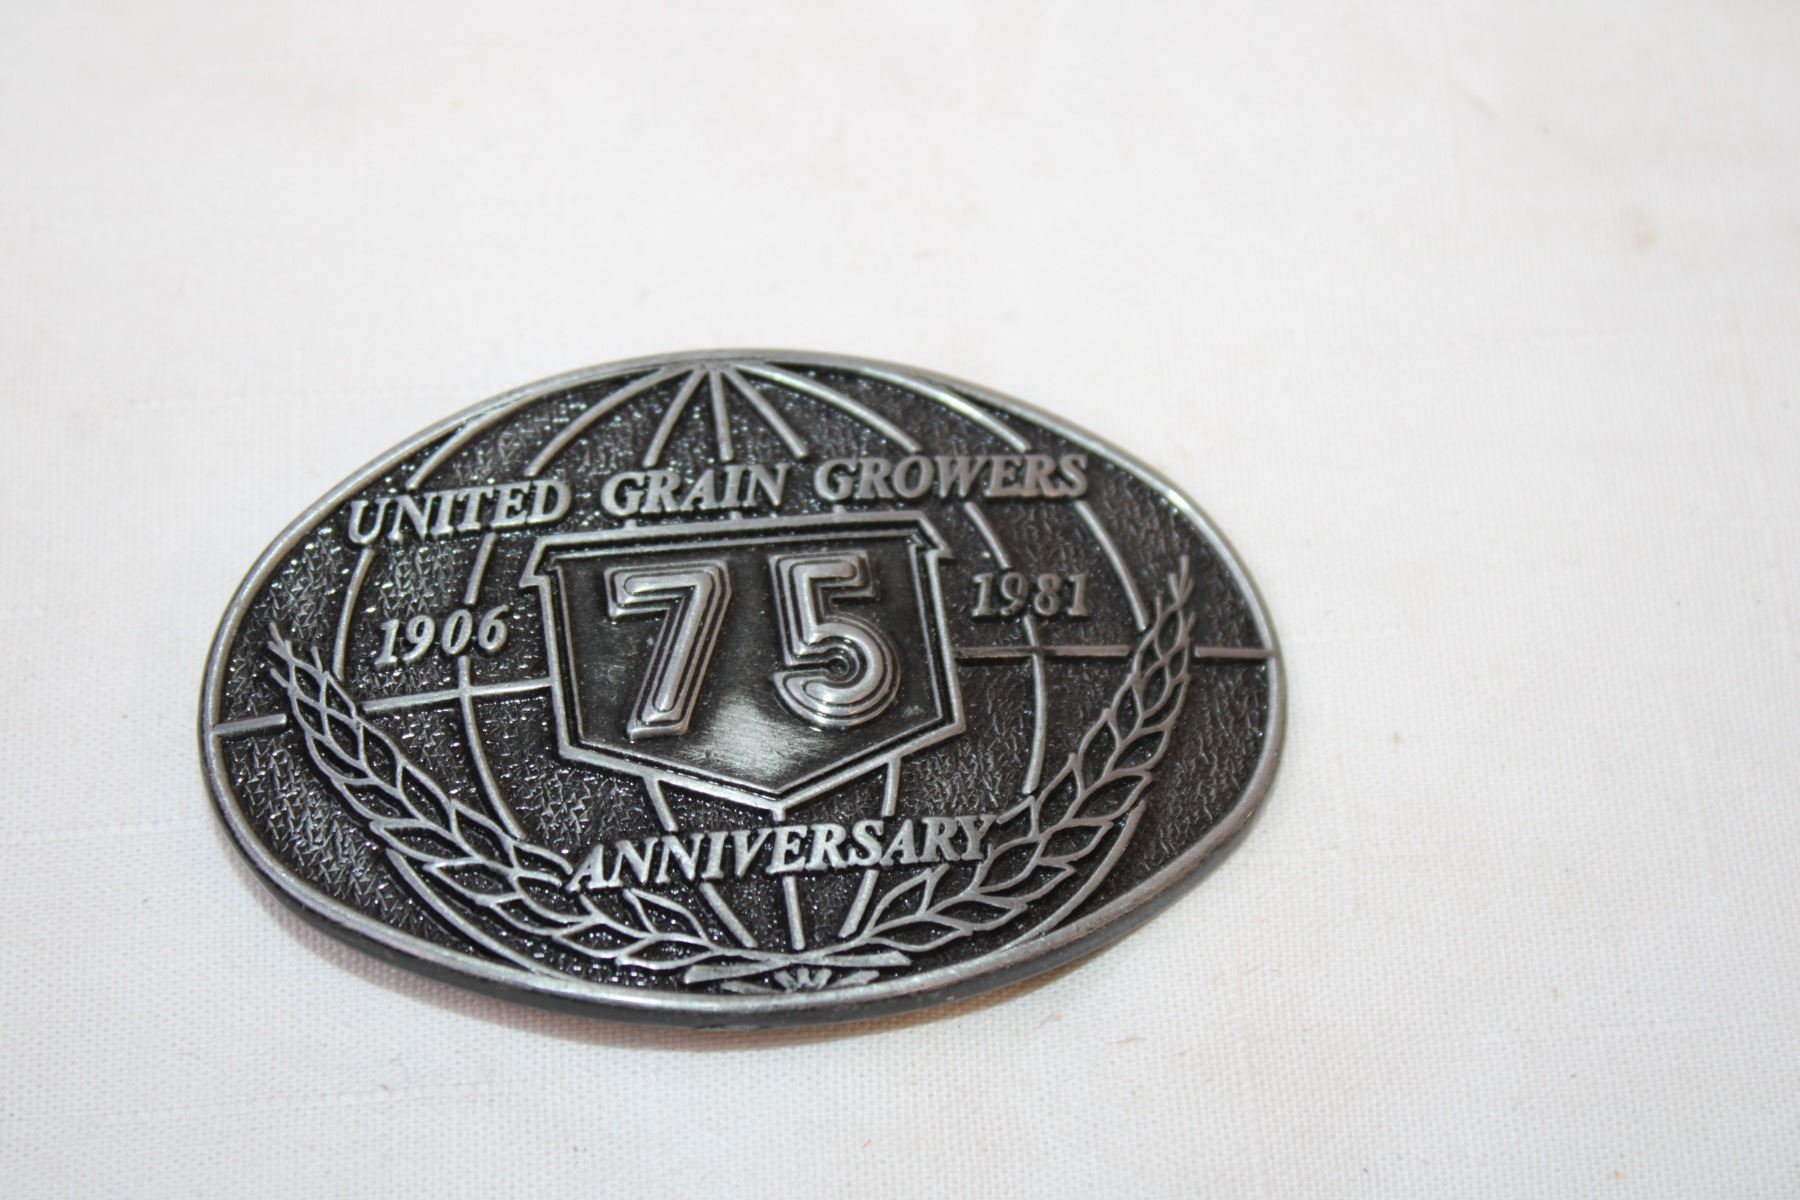 UNITED GRAIN GROWERS
1906 75 1981
ANNIVERSARY